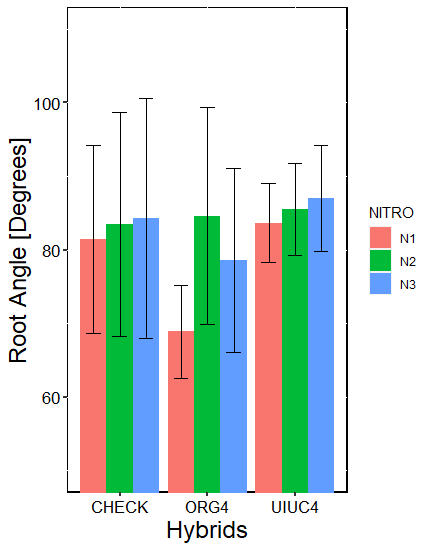 Root Angle [Degrees]
100
80
60
CHECK ORG4 UIUC4
Hybrids
NITRO
N1
N2
N3